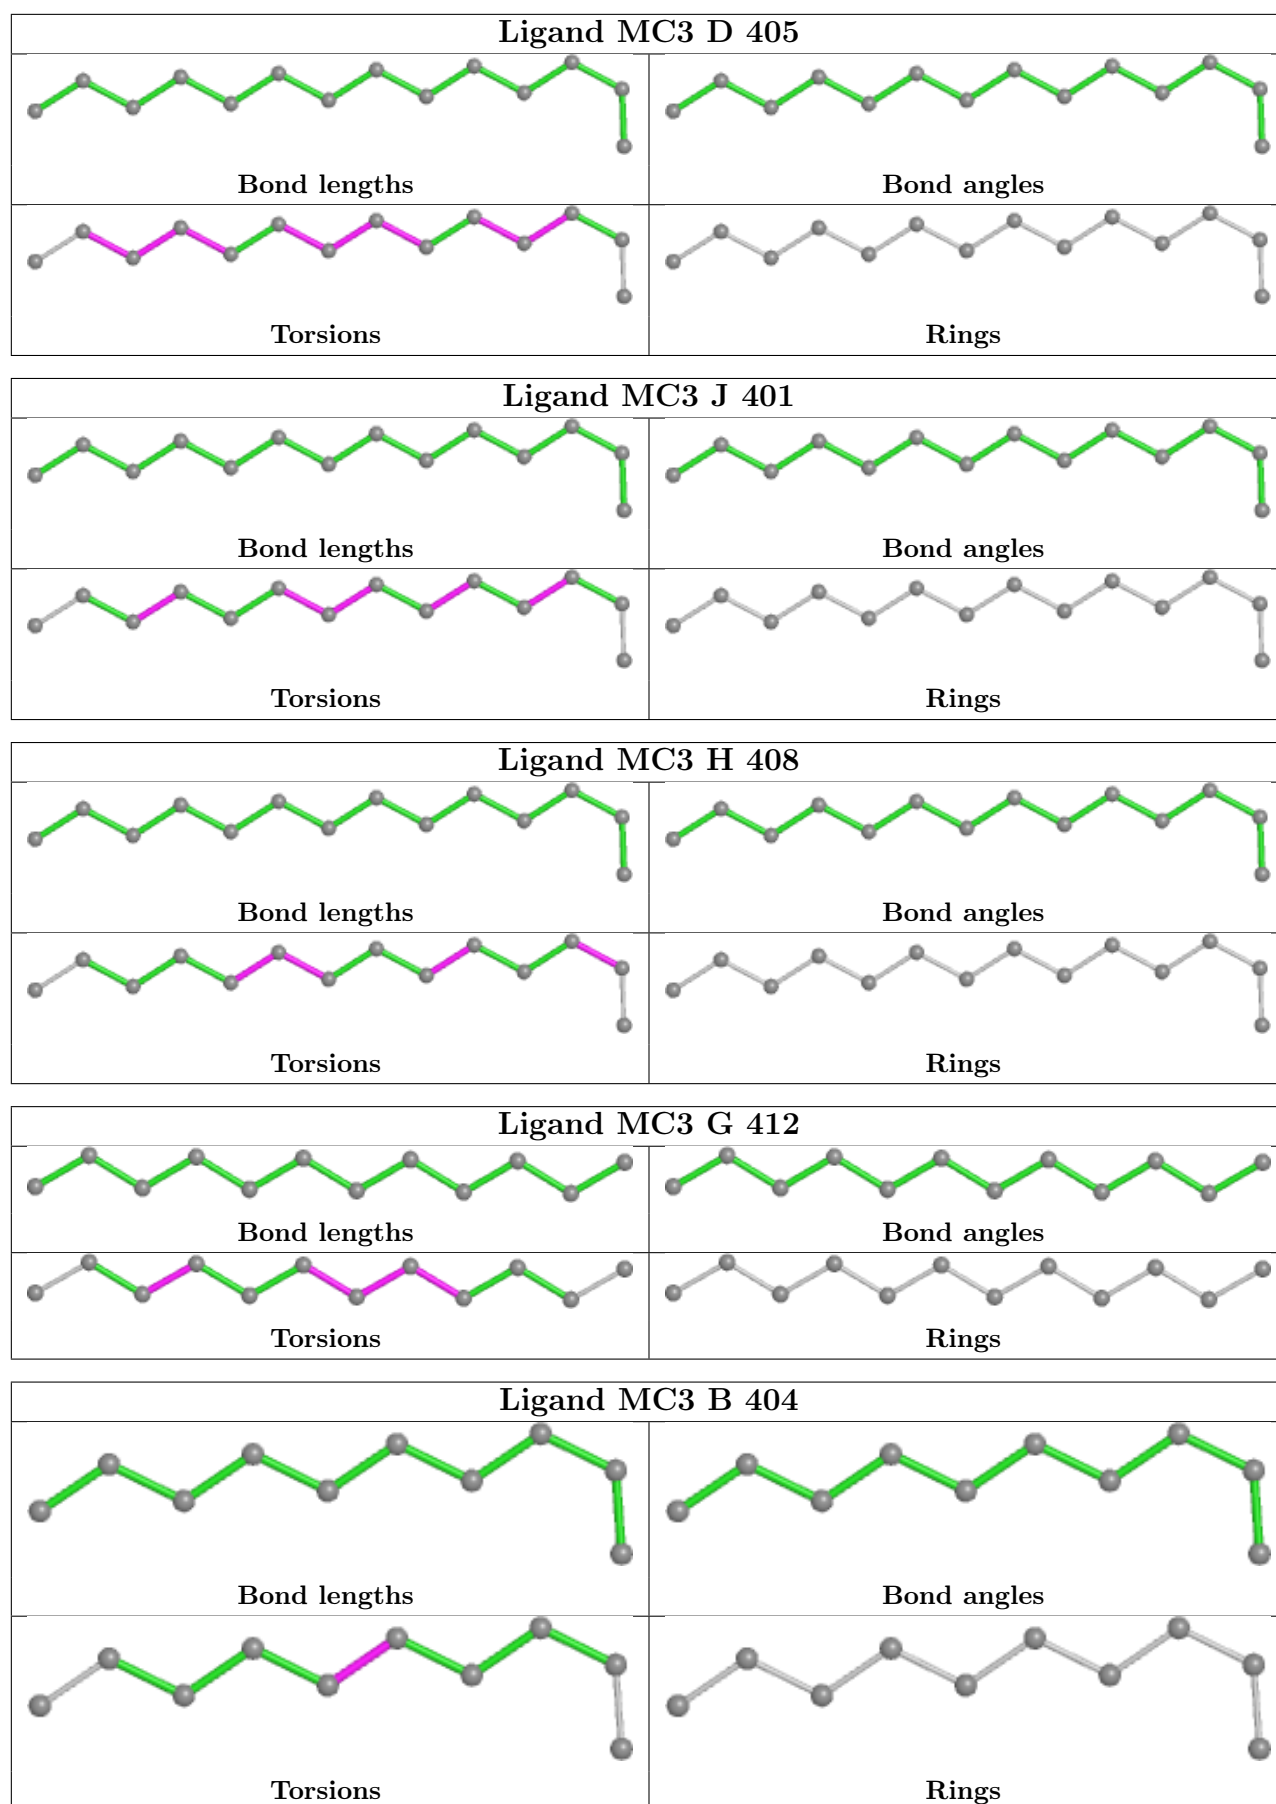 Ligand MC3 D 405
Bond lengths
Bond angles
Torsions
Rings
Ligand MC3 J 401
Bond lengths
Bond angles
Torsions
Rings
Ligand MC3 H 408
Bond lengths
Bond angles
Torsions
Rings
Ligand MC3 G 412
Bond lengths
Bond angles
Torsions
Rings
Ligand MC3 B 404
Bond lengths
Bond angles
Torsions
Rings